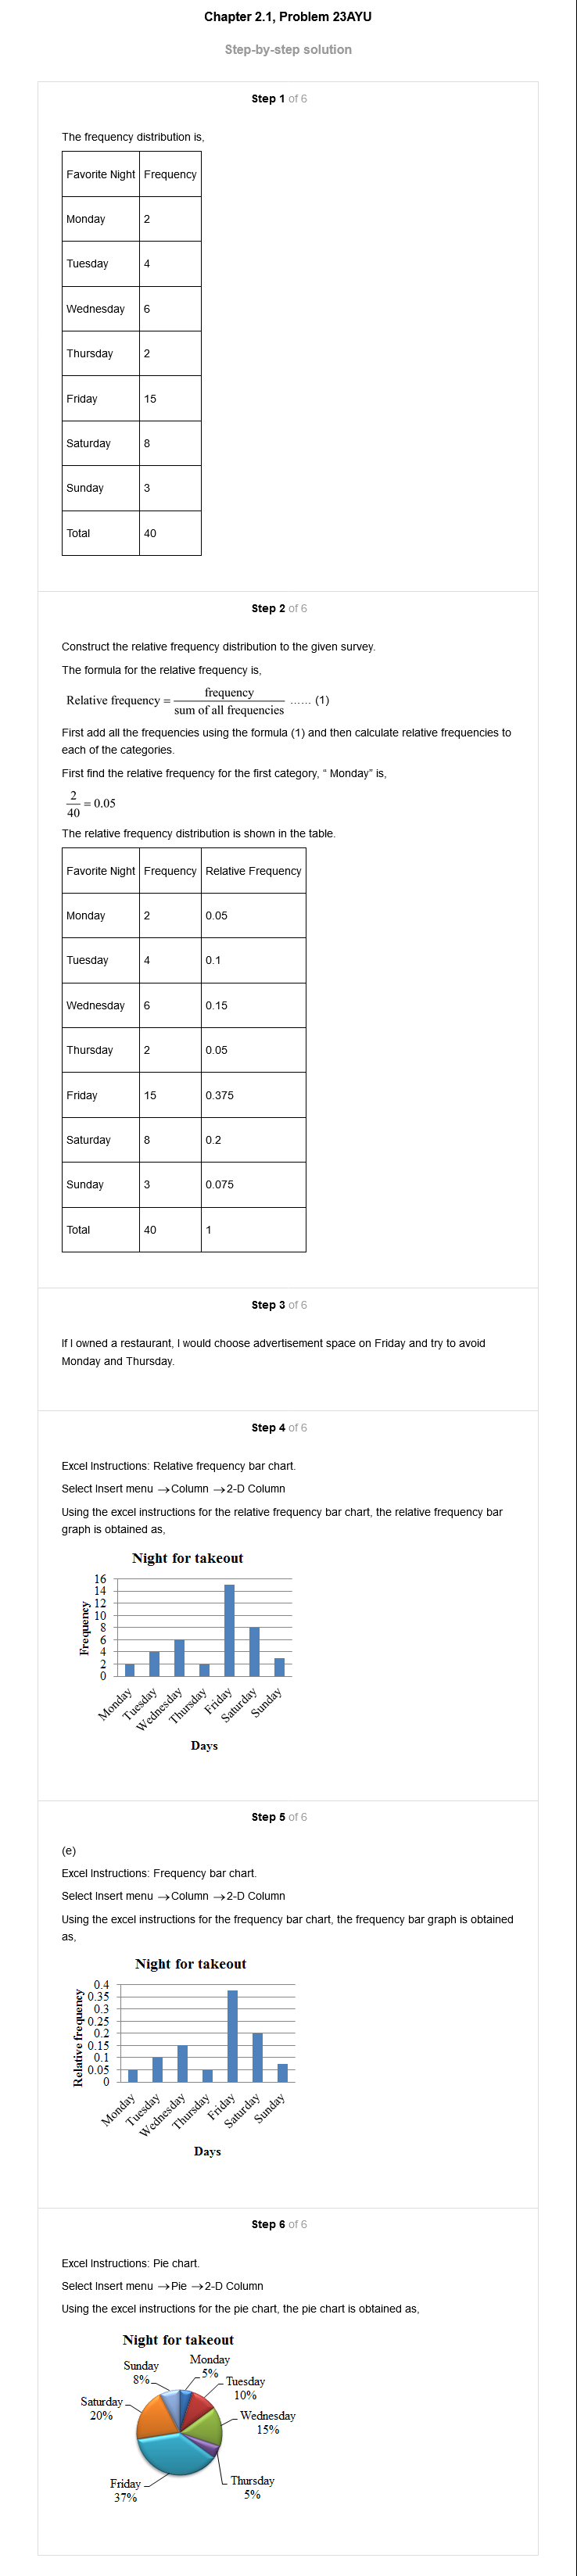 Chapter 2.1, Problem 23AYU
Step-by-step solution
Step 1 of 6
The frequency distribution is,
Favorite Night Frequency
Monday 2
Tuesday 4
Wednesday 6
Thursday 2
Friday 15
Saturday 8
Sunday 3
Total 40
Step 2 of 6
Construct the relative frequency distribution to the given survey.
The formula for the relative frequency is,
Relative frequency = frequency / sum of all frequencies ...... (1)
First add all the frequencies using the formula (1) and then calculate relative frequencies to
each of the categories.
First find the relative frequency for the first category, “ Monday” is,
2/40 = 0.05
The relative frequency distribution is shown in the table.
Favorite Night Frequency Relative Frequency
Monday 2 0.05
Tuesday 4 0.1
Wednesday 6 0.15
Thursday 2 0.05
Friday 15 0.375
Saturday 8 0.2
Sunday 3 0.075
Total 40 1
Step 3 of 6
If I owned a restaurant, I would choose advertisement space on Friday and try to avoid
Monday and Thursday.
Step 4 of 6
Excel Instructions: Relative frequency bar chart.
Select Insert menu →Column →2-D Column
Using the excel instructions for the relative frequency bar chart, the relative frequency bar
graph is obtained as,
Night for takeout
16
14
12
10
8
6
4
2
0
Frequency
Monday
Tuesday
Wednesday
Thursday
Friday
Saturday
Sunday
Days
Step 5 of 6
(e)
Excel Instructions: Frequency bar chart.
Select Insert menu →Column →2-D Column
Using the excel instructions for the frequency bar chart, the frequency bar graph is obtained
as,
Night for takeout
0.4
0.35
0.3
0.25
0.2
0.15
0.1
0.05
0
Relative frequency
Monday
Tuesday
Wednesday
Thursday
Friday
Saturday
Sunday
Days
Step 6 of 6
Excel Instructions: Pie chart.
Select Insert menu →Pie →2-D Column
Using the excel instructions for the pie chart, the pie chart is obtained as,
Night for takeout
Monday
5%
Tuesday
10%
Wednesday
15%
Thursday
5%
Friday
37%
Saturday
20%
Sunday
8%